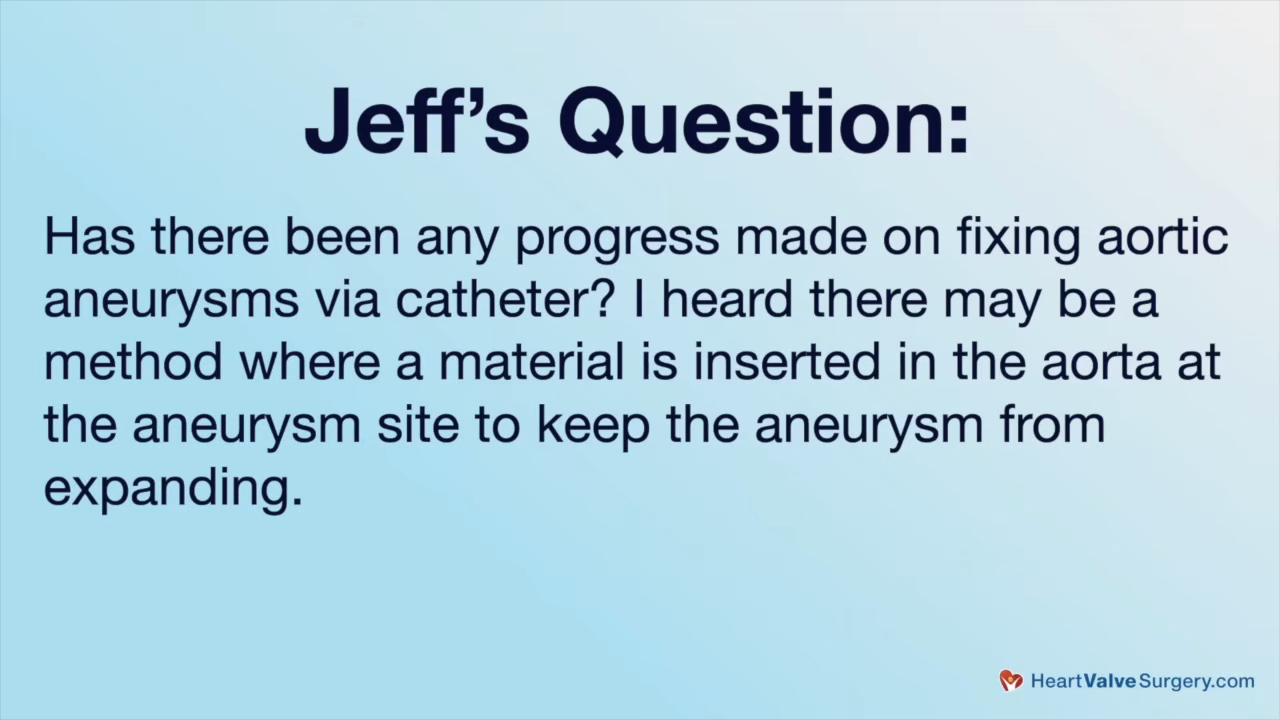 Jeff’s Question:
Has there been any progress made on fixing aortic
aneurysms via catheter? I heard there may be a
method where a material is inserted in the aorta at
the aneurysm site to keep the aneurysm from
expanding.
HeartValveSurgery.com